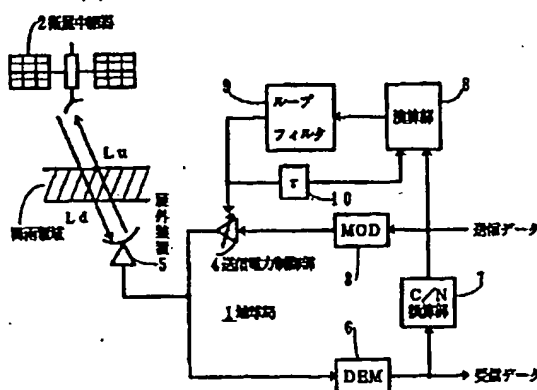 2 衛星中継器
9
ループ
フィルタ
8
演算部
Lu
Ld
降雨領域
屋外装置
5
τ
10
4 送信電力制御部
MOD
3
送信データ
1 地球局
C/N
演算部
7
6
DEM
受信データ